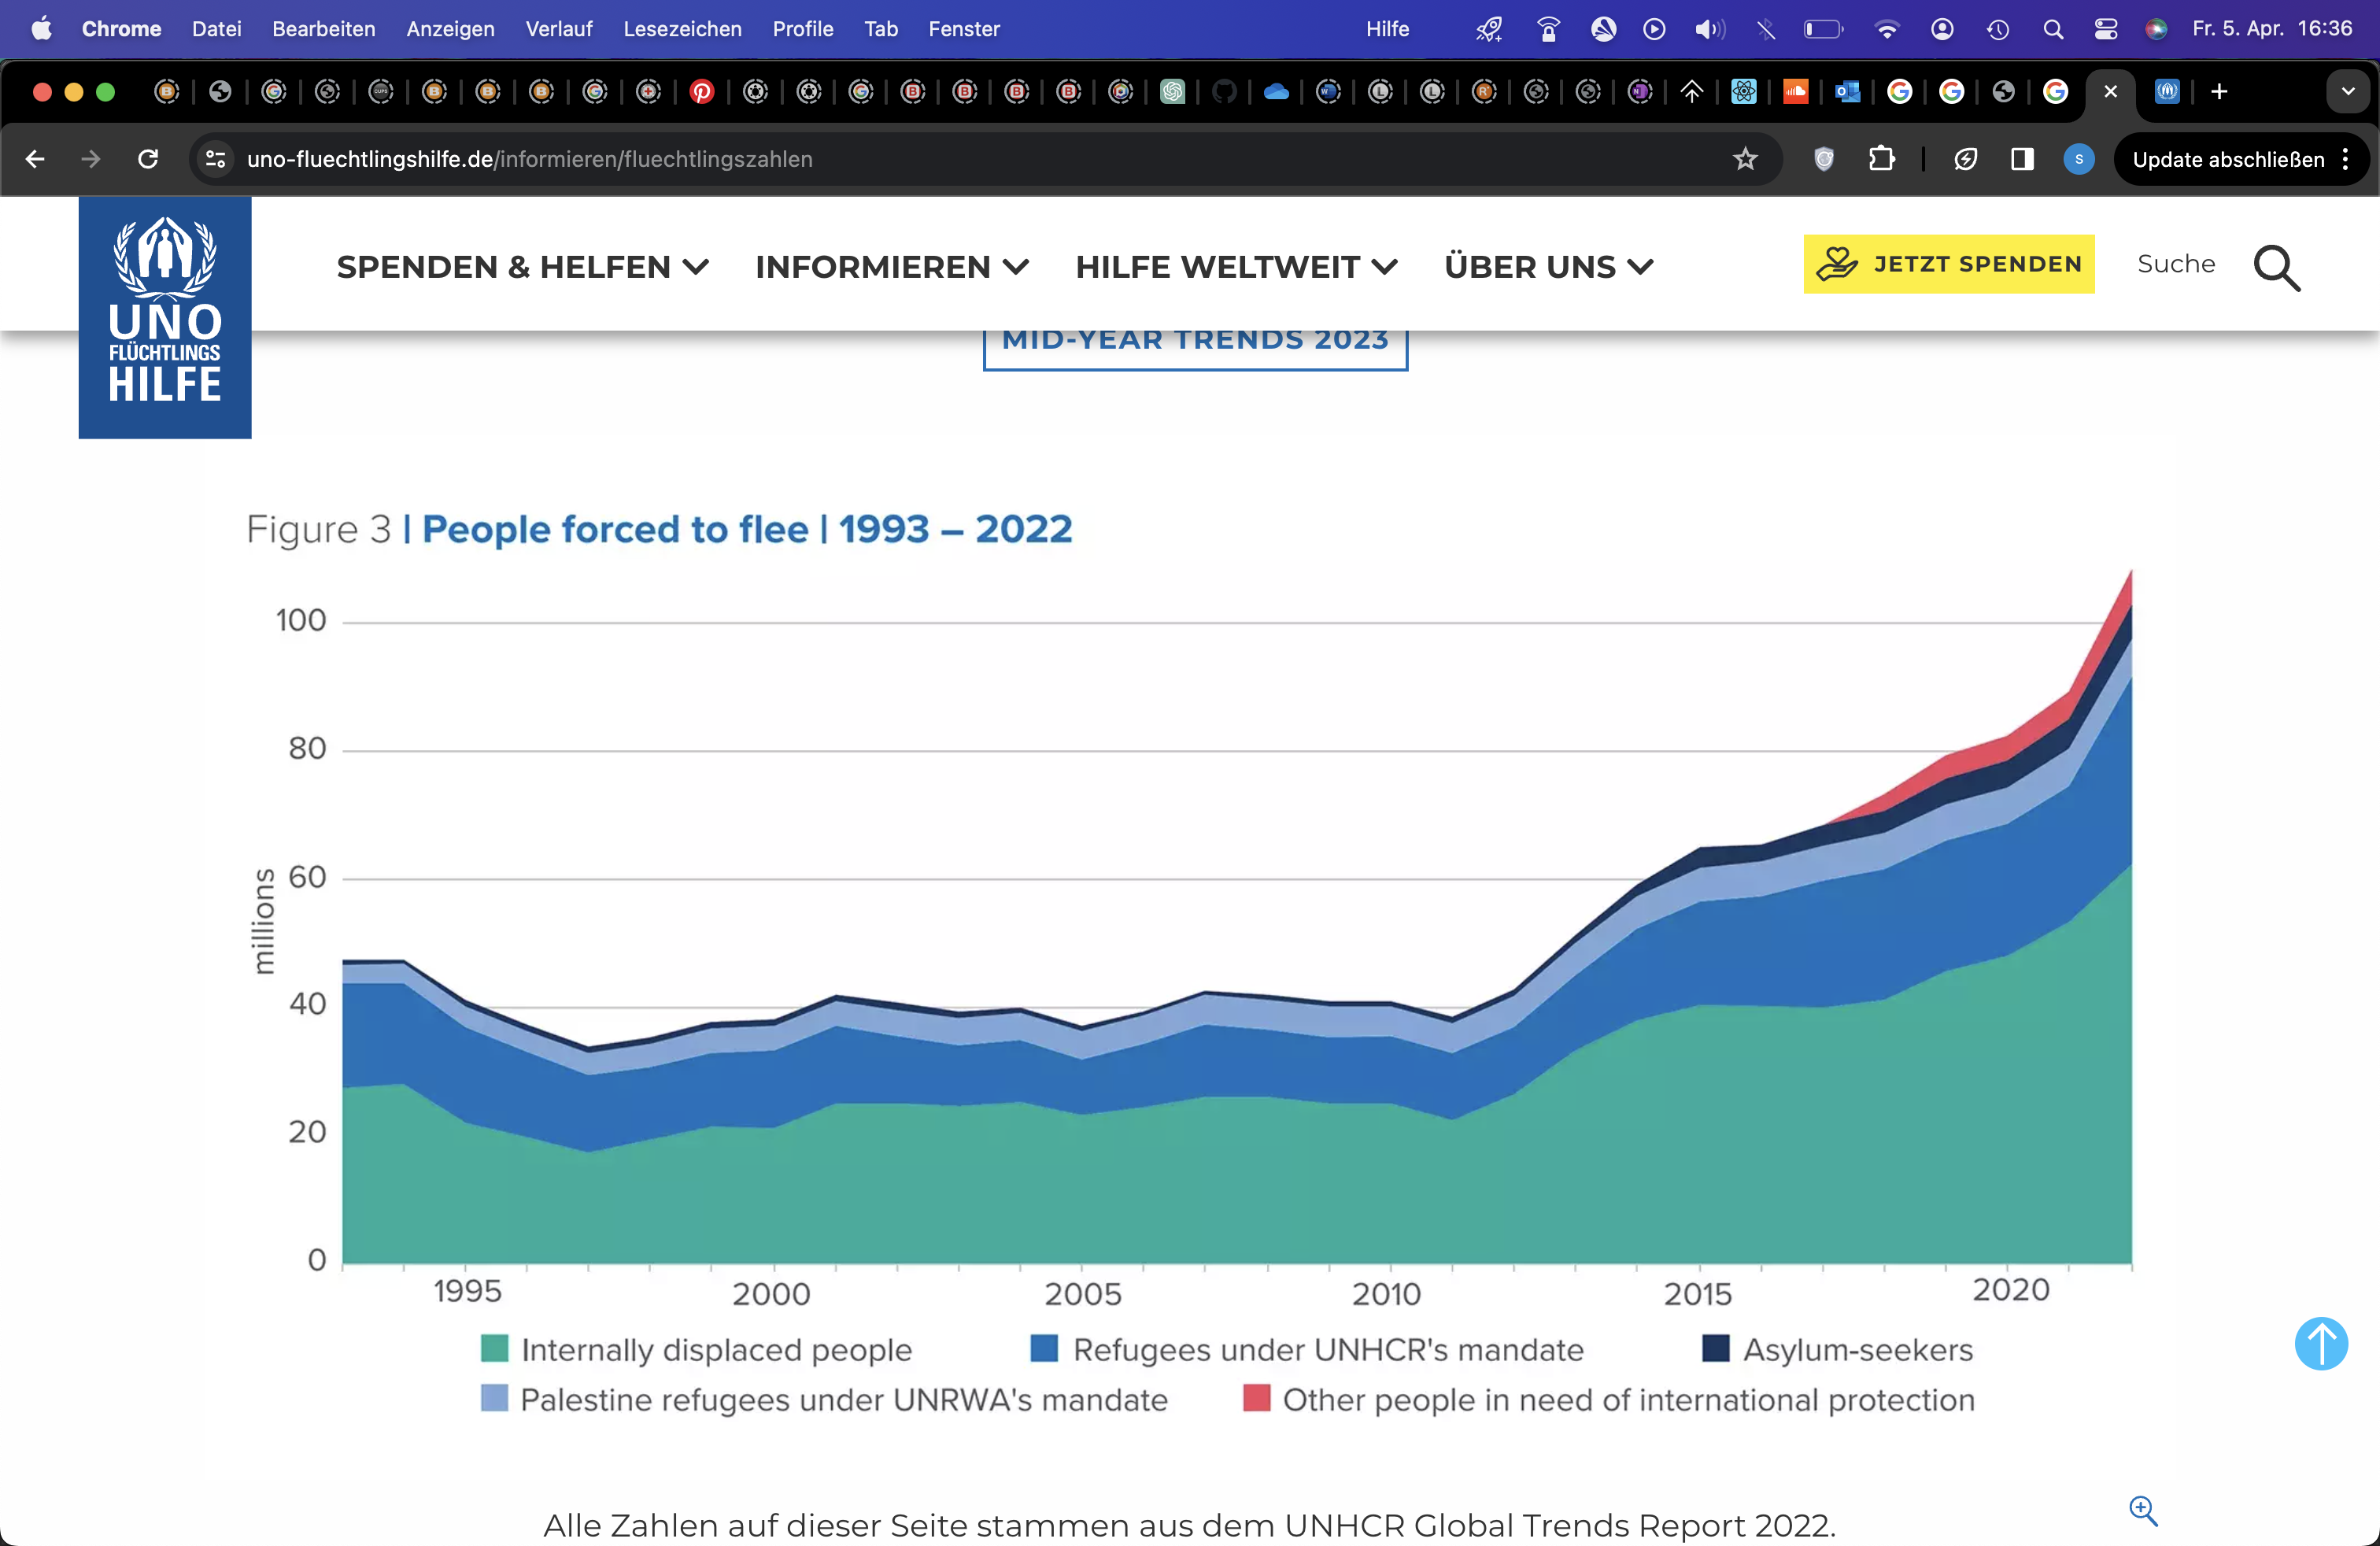 Chrome Datei Bearbeiten Anzeigen Verlauf Lesezeichen Profile Tab Fenster Hilfe Fr. 5. Apr. 16:36
uno-fluechtlingshilfe.de/informieren/fluechtlingszahlen
S
Update abschließen
UNO
FLÜCHTLINGS
HILFE
SPENDEN & HELFEN INFORMIEREN HILFE WELTWEIT ÜBER UNS JETZT SPENDEN Suche
MID-YEAR TRENDS 2023
Figure 3 | People forced to flee | 1993 – 2022
millions
100
80
60
40
20
0
1995 2000 2005 2010 2015 2020
Internally displaced people Refugees under UNHCR's mandate Asylum-seekers
Palestine refugees under UNRWA's mandate Other people in need of international protection
Alle Zahlen auf dieser Seite stammen aus dem UNHCR Global Trends Report 2022.